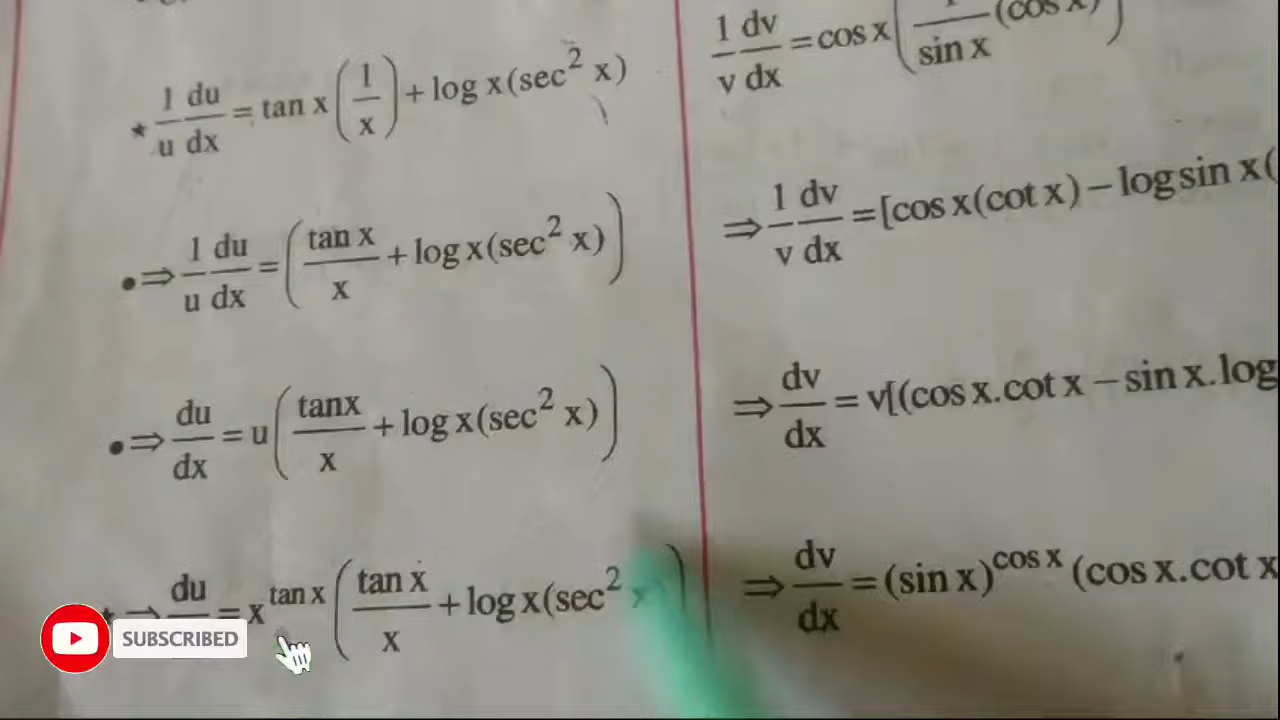 * 1/u du/dx = tan x (1/x) + log x(sec² x)
• ⇒ 1/u du/dx = (tan x/x + log x(sec² x))
• ⇒ du/dx = u(tanx/x + log x(sec² x))
* ⇒ du = x^tan x (tan x/x + log x(sec² x)
SUBSCRIBED
1/v dv/dx = cos x( /sin x (cos x))
⇒ 1/v dv/dx = [cos x(cot x) − log sin x(
⇒ dv/dx = v[(cos x.cot x − sin x.log
⇒ dv/dx = (sin x)^cos x (cos x.cot x